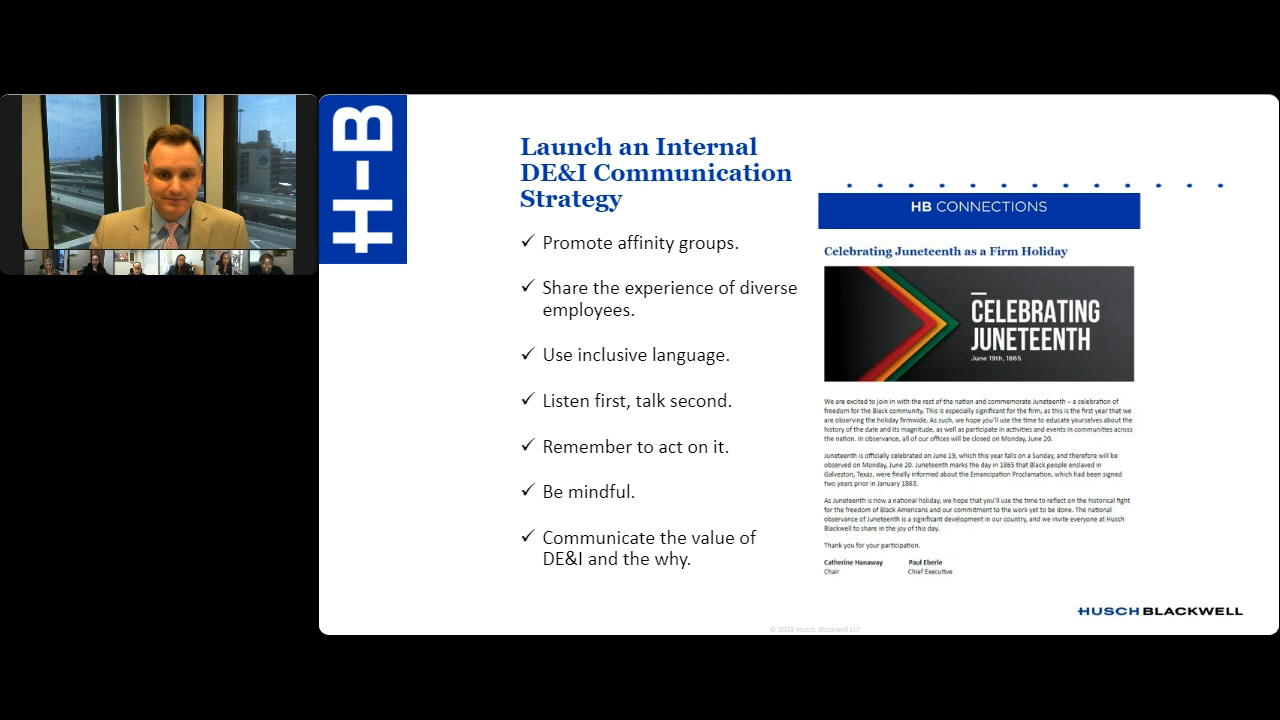 H-B
Launch an Internal
DE&I Communication
Strategy
✓ Promote affinity groups.
✓ Share the experience of diverse
employees.
✓ Use inclusive language.
✓ Listen first, talk second.
✓ Remember to act on it.
✓ Be mindful.
✓ Communicate the value of
DE&I and the why.
HB CONNECTIONS
Celebrating Juneteenth as a Firm Holiday
CELEBRATING
JUNETEENTH
June 19th, 1865
We are excited to join in with the rest of the nation and commemorate Juneteenth – a celebration of
freedom for the Black community. This is especially significant for the firm, as this is the first year that we
are observing the holiday firmwide. As such, we hope you'll use the time to educate yourselves about the
history of the date and its magnitude, as well as participate in activities and events in communities across
the nation. In observance, all of our offices will be closed on Monday, June 20.
Juneteenth is officially celebrated on June 19, which this year falls on a Sunday, and therefore will be
observed on Monday, June 20. Juneteenth marks the day in 1865 that Black people enslaved in
Galveston, Texas, were finally informed about the Emancipation Proclamation, which had been signed
two years prior in January 1863.
As Juneteenth is now a national holiday, we hope that you'll use the time to reflect on the historical fight
for the freedom of Black Americans and our commitment to the work yet to be done. The national
observance of Juneteenth is a significant development in our country, and we invite everyone at Husch
Blackwell to share in the joy of this day.
Thank you for your participation.
Catherine Hanaway Paul Eberle
Chair Chief Executive
HUSCH BLACKWELL
© 2022 Husch Blackwell LLP